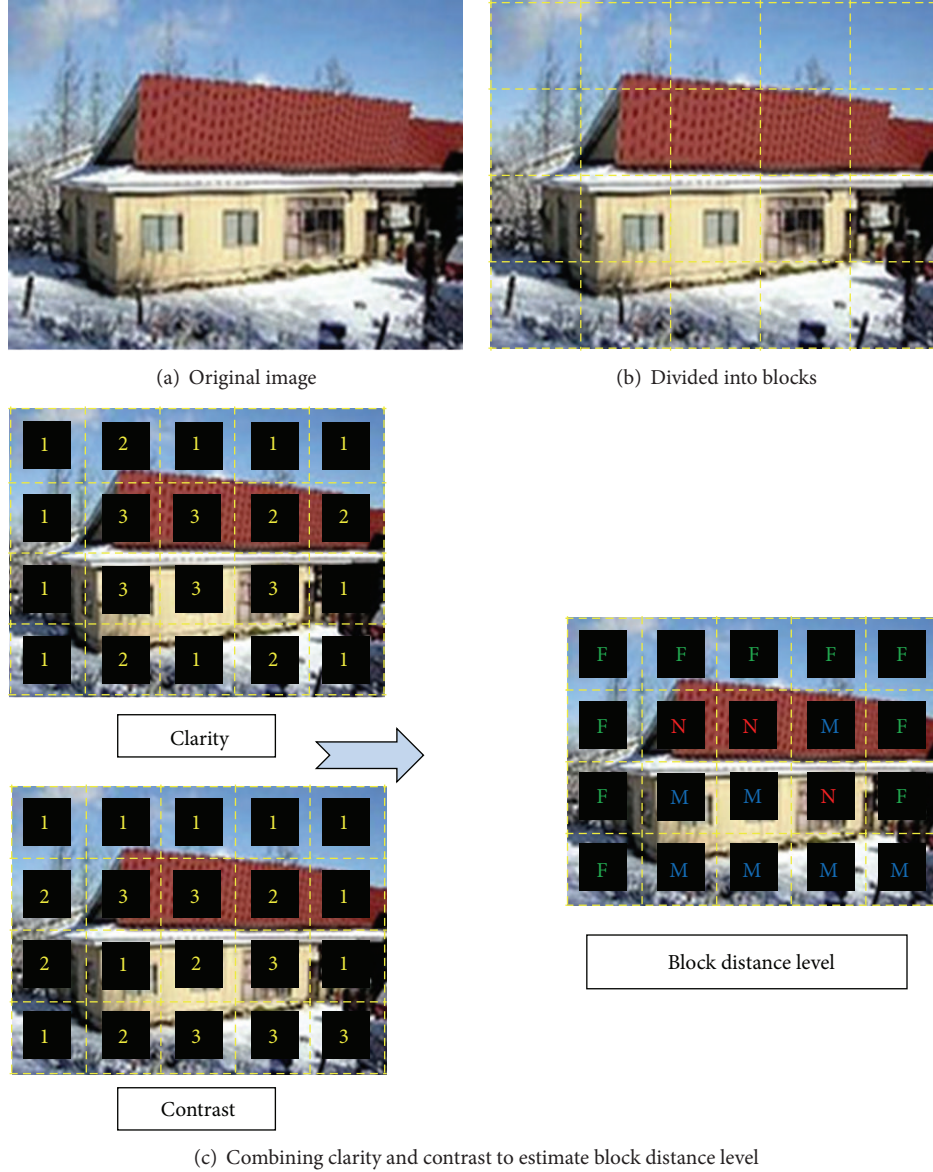 (a) Original image
(b) Divided into blocks
1 2 1 1 1
1 3 3 2 2
1 3 3 3 1
1 2 1 2 1
Clarity
1 1 1 1 1
2 3 3 2 1
2 1 2 3 1
1 2 3 3 3
Contrast
F F F F F
F N N M F
F M M N F
F M M M M
Block distance level
(c) Combining clarity and contrast to estimate block distance level